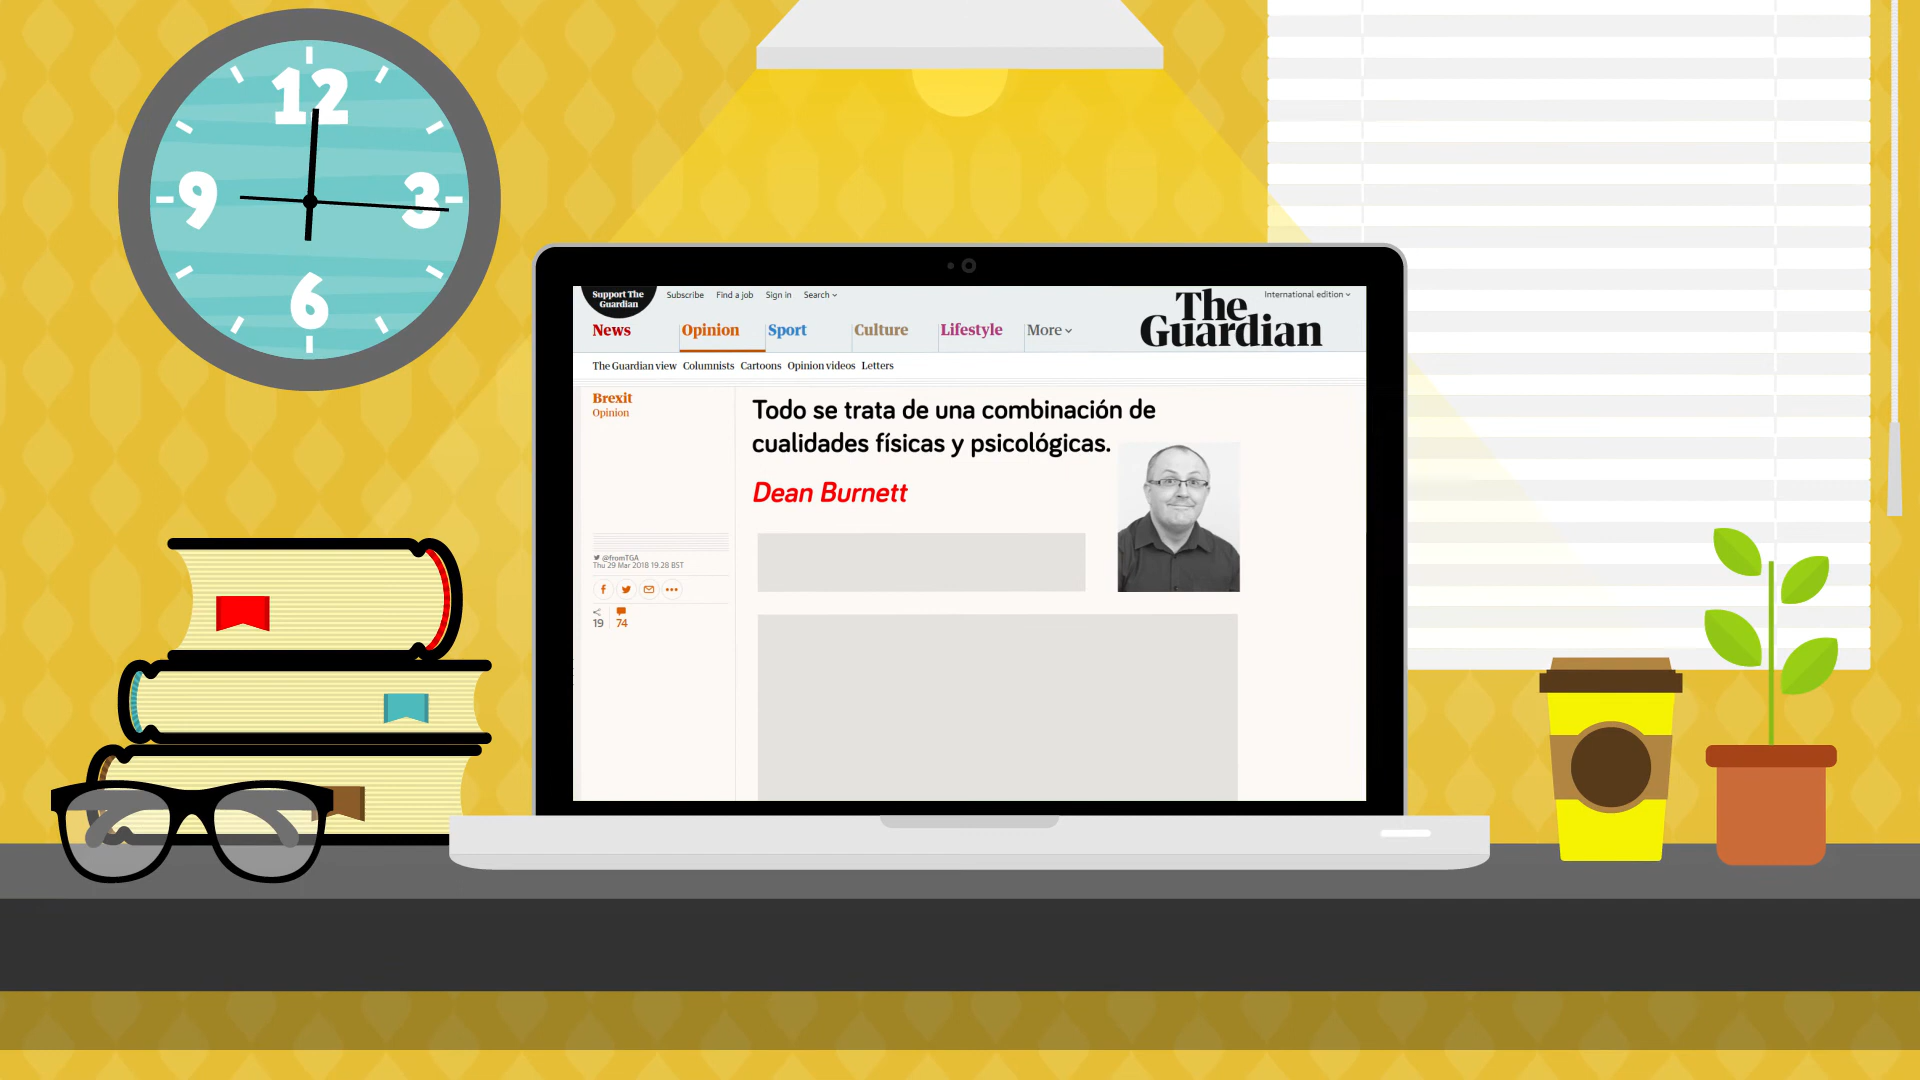 12
9
3
6
Support The
Guardian
Subscribe Find a job Sign in Search
International edition
The
Guardian
News Opinion Sport Culture Lifestyle More
The Guardian view Columnists Cartoons Opinion videos Letters
Brexit
Opinion
Todo se trata de una combinación de
cualidades físicas y psicológicas.
Dean Burnett
@fromTGA
Thu 29 Mar 2018 19.28 BST
19 74